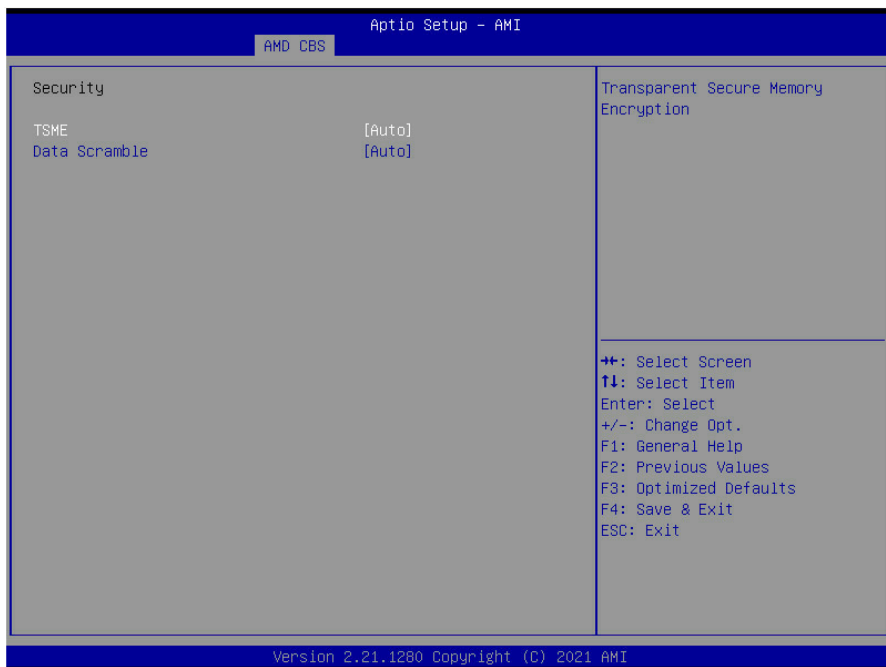 Aptio Setup – AMI
AMD CBS
Security
TSME [Auto]
Data Scramble [Auto]
Transparent Secure Memory
Encryption
→←: Select Screen
↑↓: Select Item
Enter: Select
+/-: Change Opt.
F1: General Help
F2: Previous Values
F3: Optimized Defaults
F4: Save & Exit
ESC: Exit
Version 2.21.1280 Copyright (C) 2021 AMI